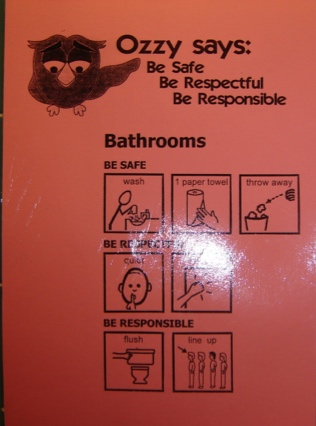 Ozzy says:
Be Safe
Be Respectful
Be Responsible
Bathrooms
BE SAFE
wash
1 paper towel
throw away
BE
quiet
BE RESPONSIBLE
flush
line up